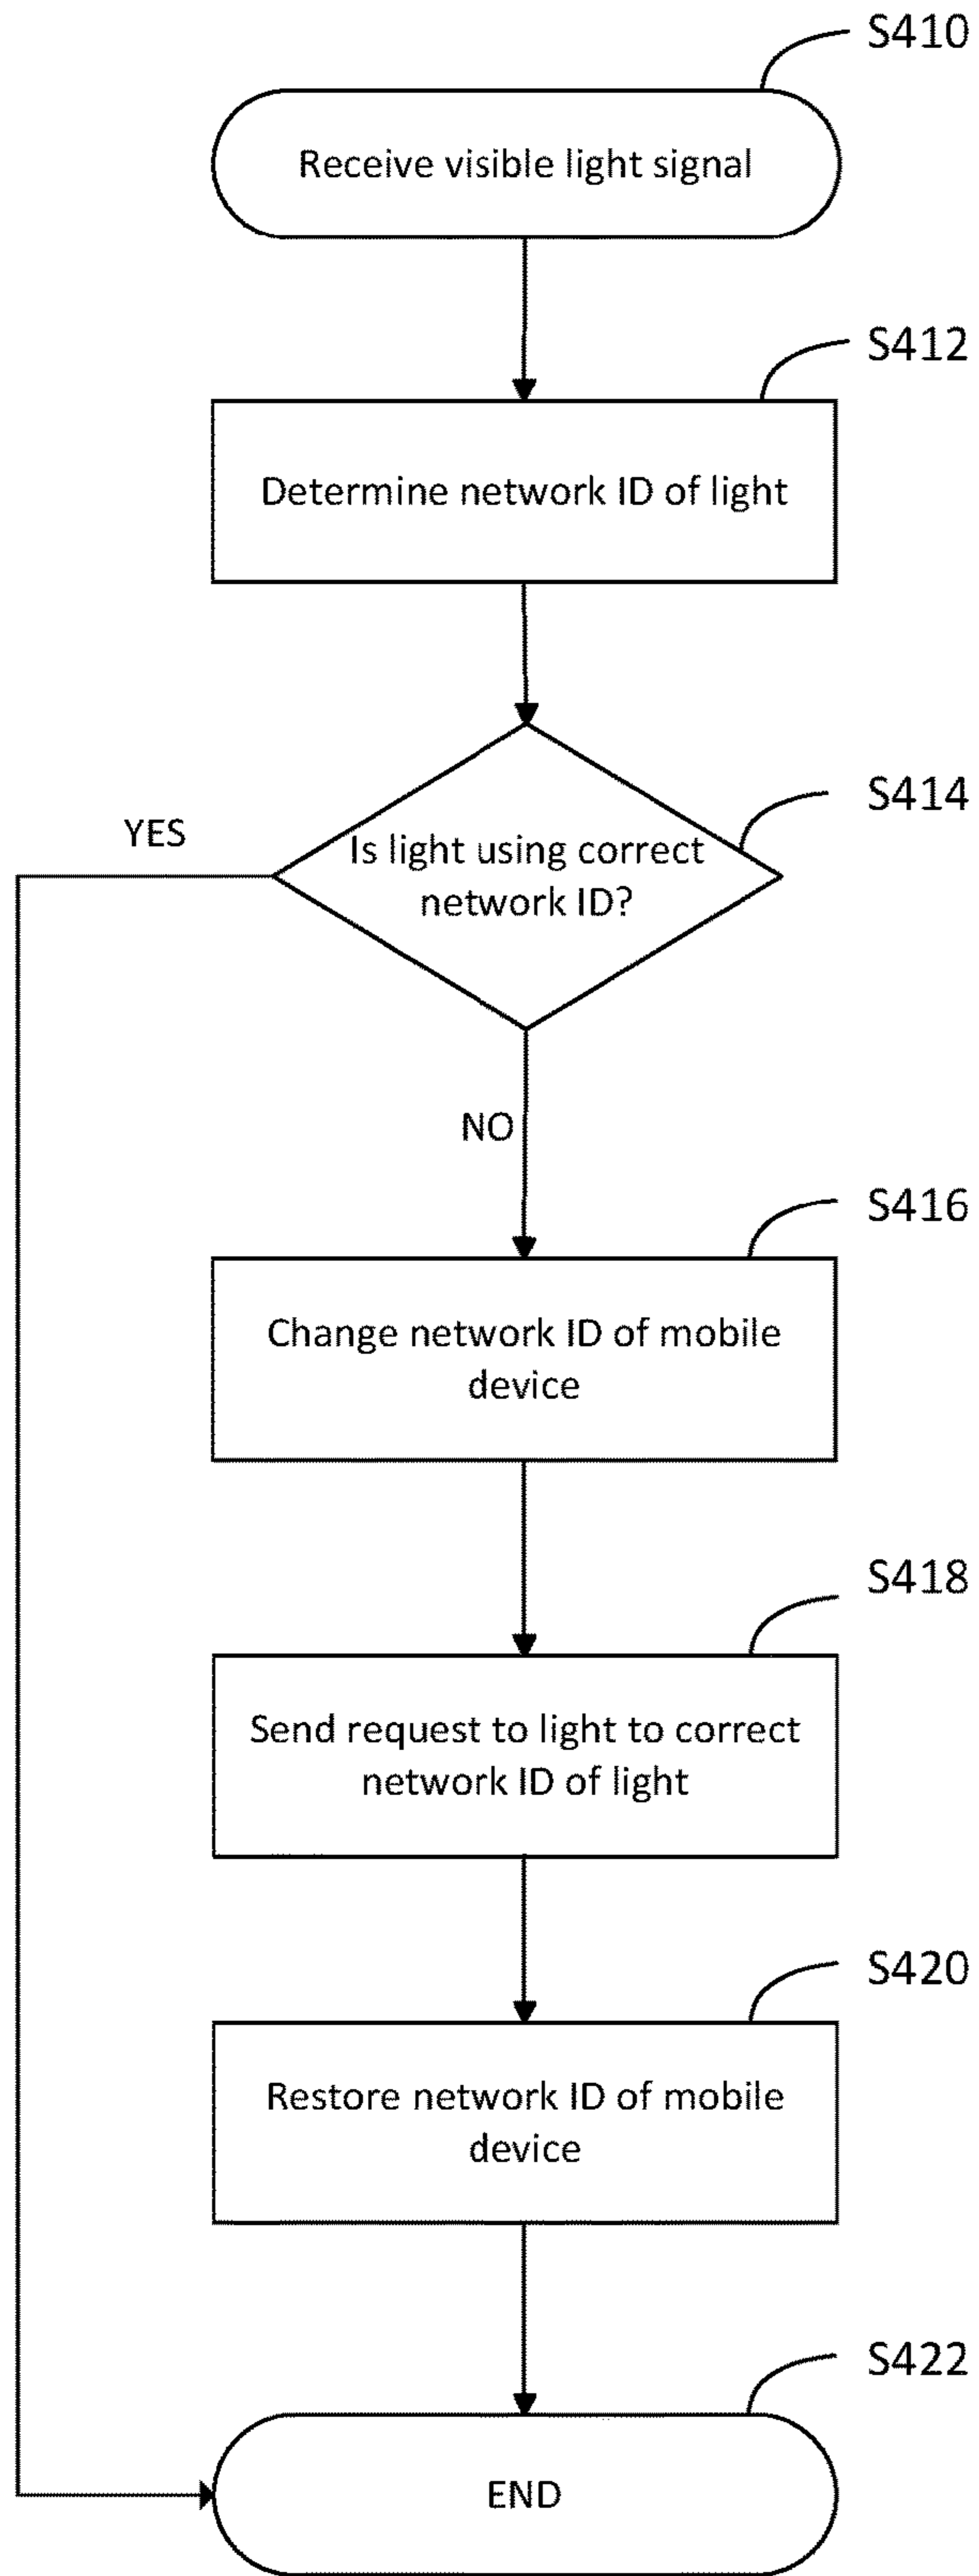 S410
Receive visible light signal
S412
Determine network ID of light
S414
YES
Is light using correct
network ID?
NO
S416
Change network ID of mobile
device
S418
Send request to light to correct
network ID of light
S420
Restore network ID of mobile
device
S422
END